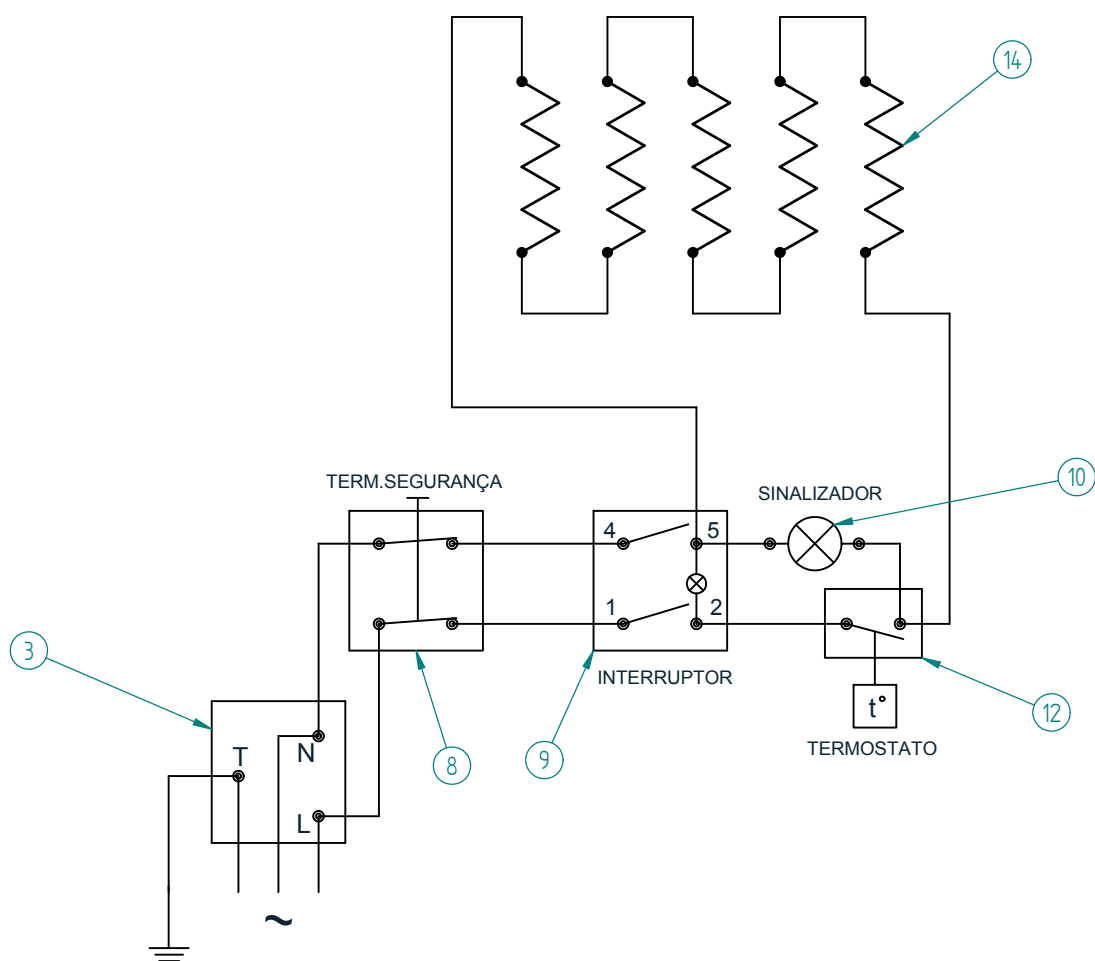 14
TERM.SEGURANÇA
10
SINALIZADOR
4
5
1
2
3
INTERRUPTOR
t°
12
TERMOSTATO
8
9
T
N
L
~